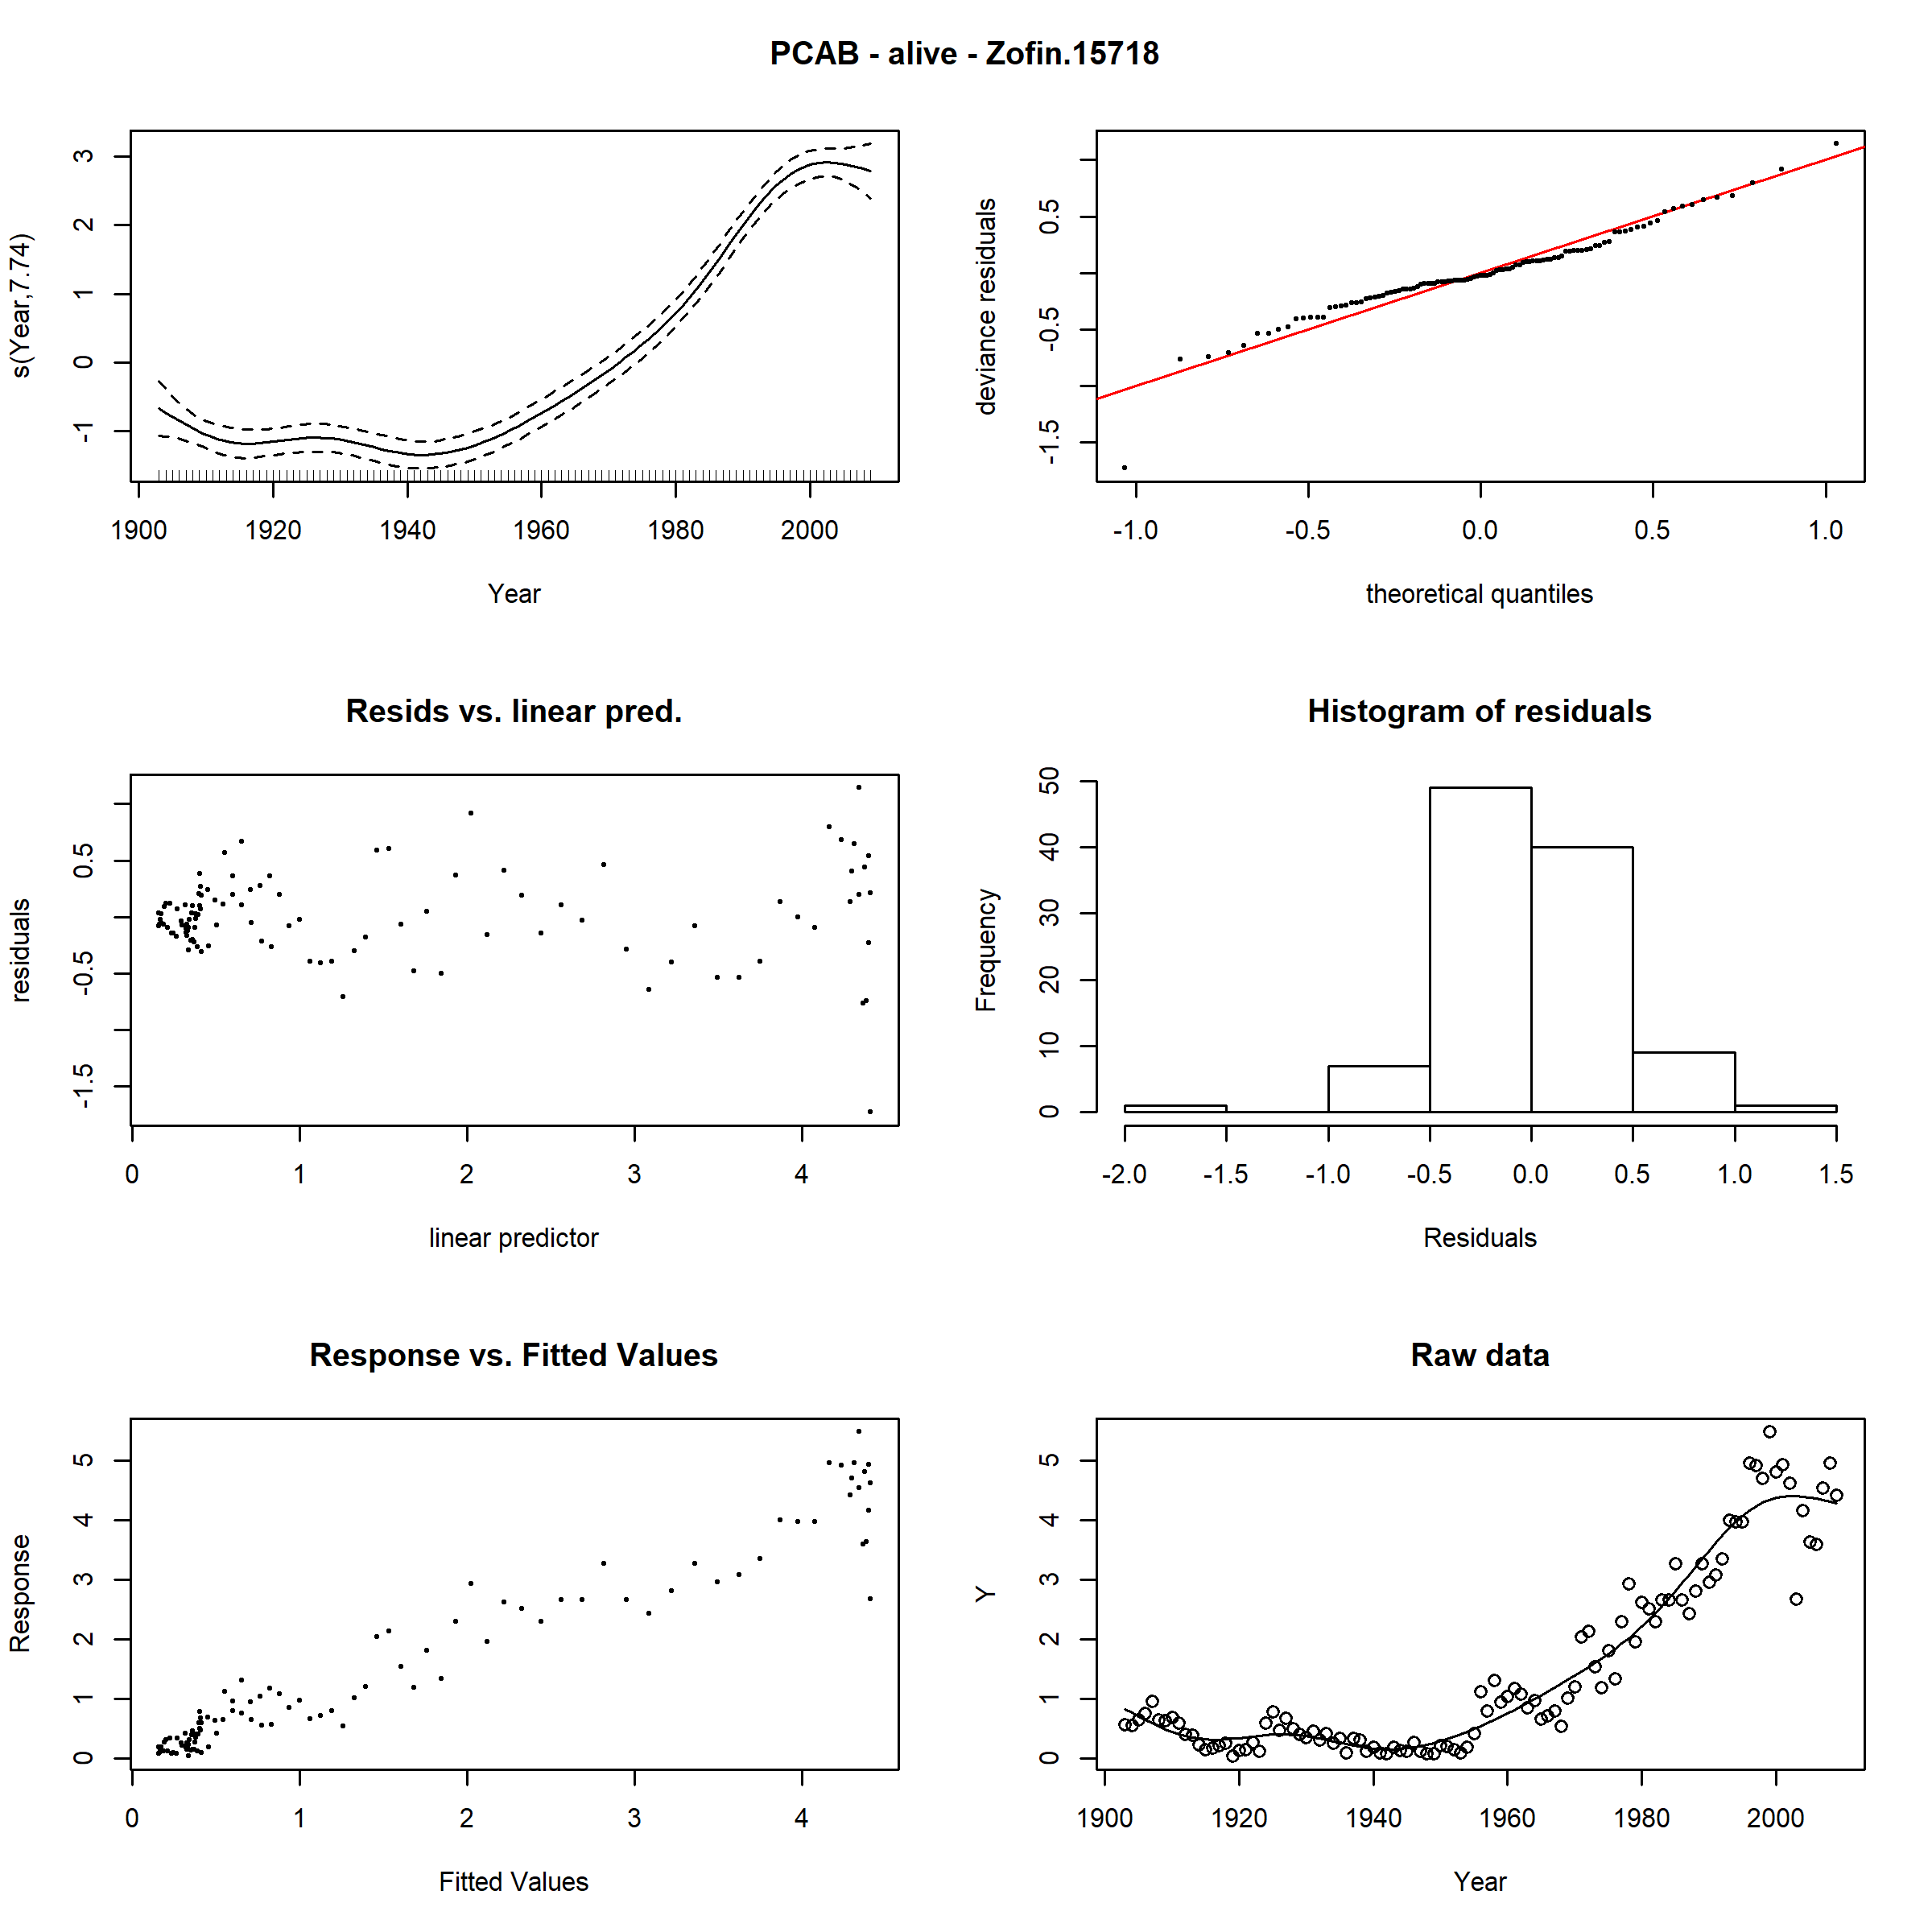 PCAB - alive - Zofin.15718
s(Year,7.74)
3
2
1
0
-1
1900 1920 1940 1960 1980 2000
Year
deviance residuals
0.5
-0.5
-1.5
-1.0 -0.5 0.0 0.5 1.0
theoretical quantiles
Resids vs. linear pred.
residuals
0.5
-0.5
-1.5
0 1 2 3 4
linear predictor
Histogram of residuals
Frequency
50
40
30
20
10
0
-2.0 -1.5 -1.0 -0.5 0.0 0.5 1.0 1.5
Residuals
Response vs. Fitted Values
Response
5
4
3
2
1
0
0 1 2 3 4
Fitted Values
Raw data
Y
5
4
3
2
1
0
1900 1920 1940 1960 1980 2000
Year